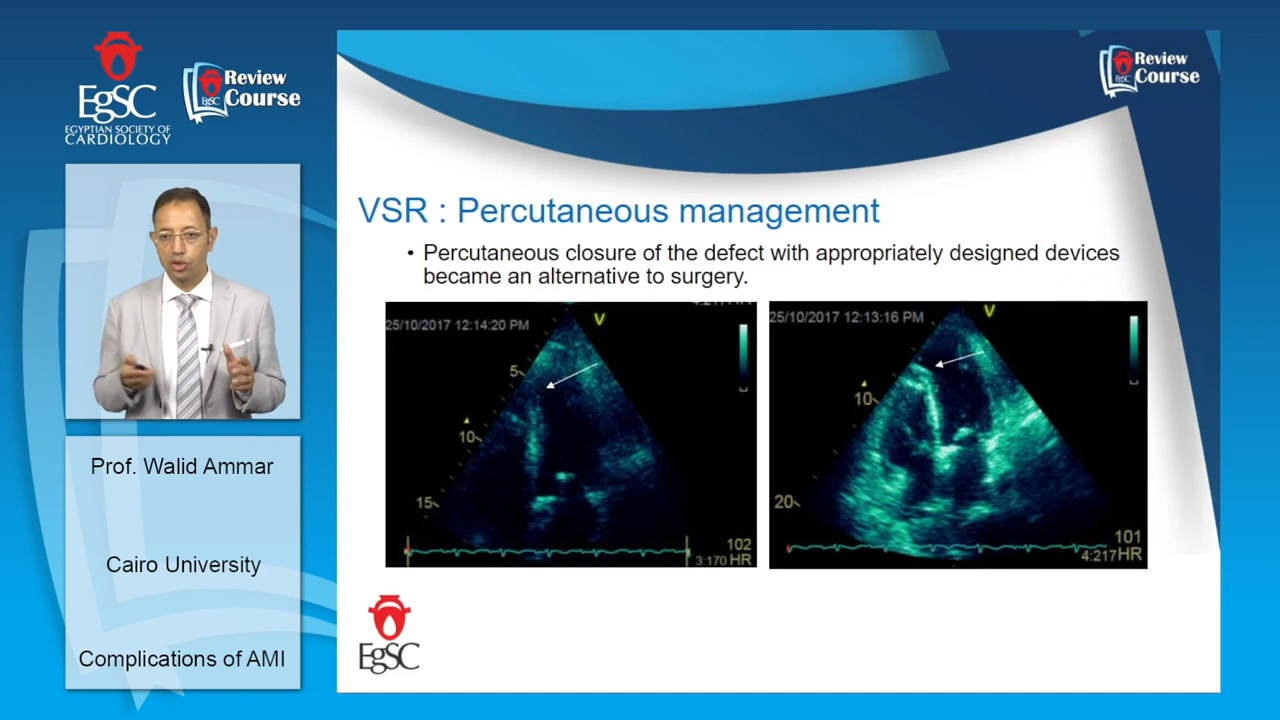 EgSC
EGYPTIAN SOCIETY OF
CARDIOLOGY
EgSC
Review
Course
EgSC
Review
Course
Prof. Walid Ammar
Cairo University
Complications of AMI
VSR : Percutaneous management
• Percutaneous closure of the defect with appropriately designed devices
became an alternative to surgery.
25/10/2017 12:14:20 PM
V
5
10
15
102
3:170 HR
25/10/2017 12:13:16 PM
V
10
20
101
4:217HR
EgSC